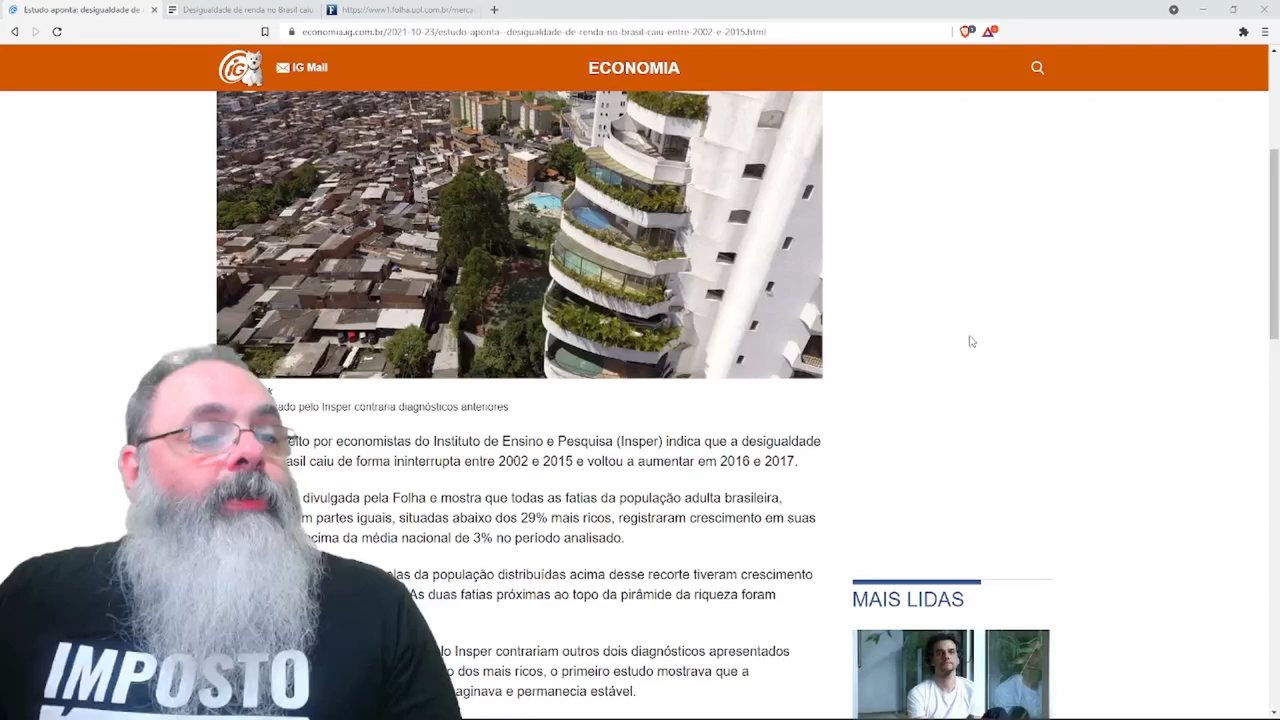 Estudo aponta: desigualdade de
Desigualdade de renda no Brasil caiu
https://www1.folha.uol.com.br/merca
economia.ig.com.br/2021-10-23/estudo-aponta--desigualdade-de-renda-no-brasil-caiu-entre-2002-e-2015.html
iG
IG Mail
ECONOMIA
pelo Insper contraria diagnósticos anteriores
por economistas do Instituto de Ensino e Pesquisa (Insper) indica que a desigualdade
caiu de forma ininterrupta entre 2002 e 2015 e voltou a aumentar em 2016 e 2017.
divulgada pela Folha e mostra que todas as fatias da população adulta brasileira,
partes iguais, situadas abaixo dos 29% mais ricos, registraram crescimento em suas
da média nacional de 3% no período analisado.
da população distribuídas acima desse recorte tiveram crescimento
As duas fatias próximas ao topo da pirâmide da riqueza foram
Insper contrariam outros dois diagnósticos apresentados
dos mais ricos, o primeiro estudo mostrava que a
e permanecia estável.
MAIS LIDAS
IMPOSTO